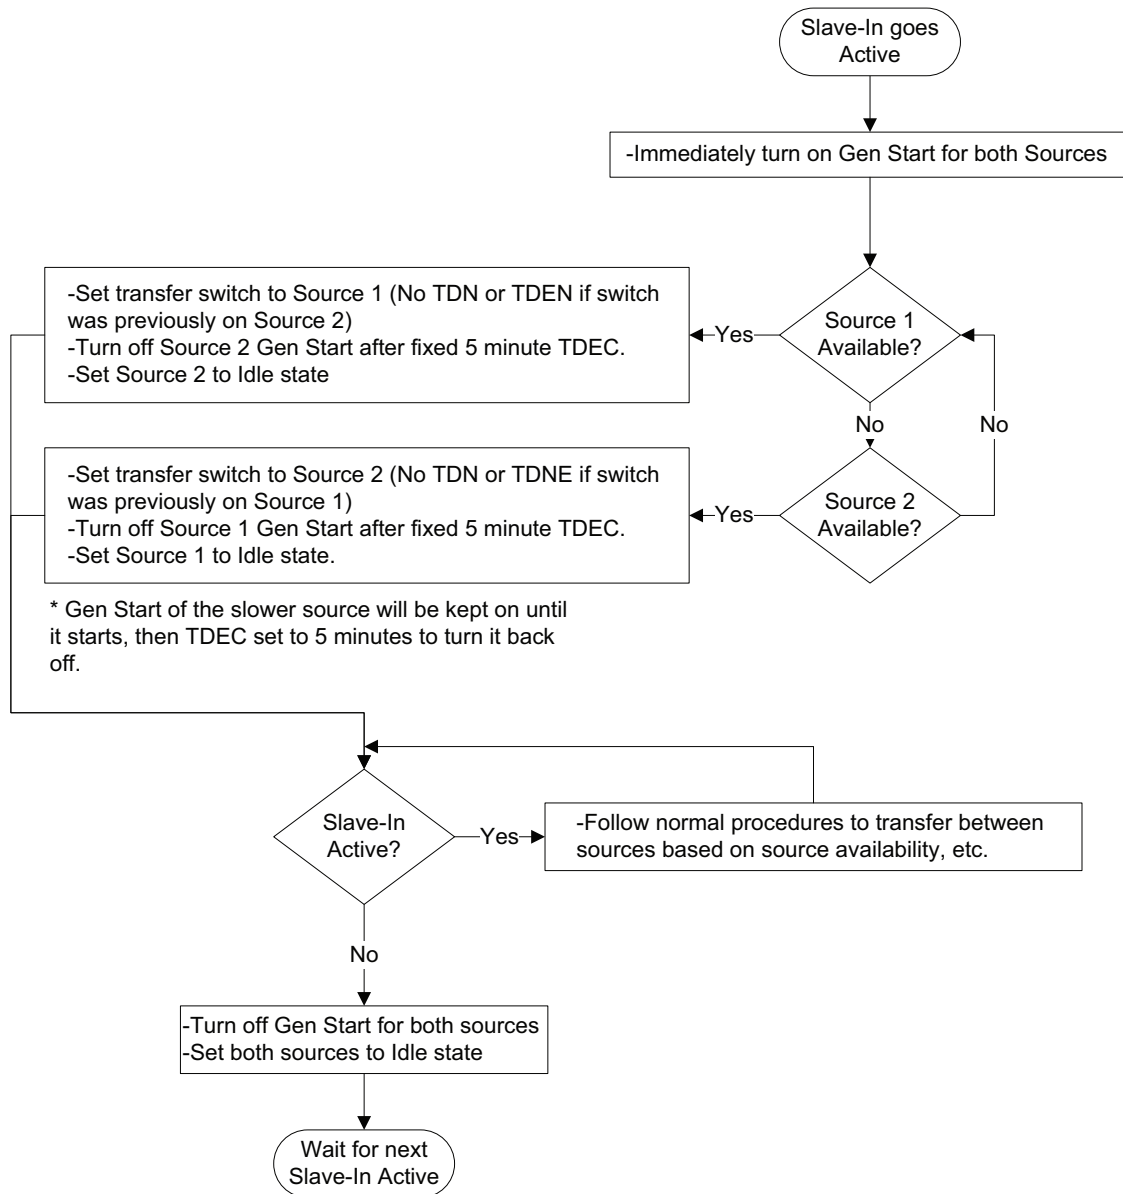 Slave-In goes
Active
-Immediately turn on Gen Start for both Sources
Source 1
Available?
Yes
-Set transfer switch to Source 1 (No TDN or TDEN if switch
was previously on Source 2)
-Turn off Source 2 Gen Start after fixed 5 minute TDEC.
-Set Source 2 to Idle state
No
No
Source 2
Available?
Yes
-Set transfer switch to Source 2 (No TDN or TDNE if switch
was previously on Source 1)
-Turn off Source 1 Gen Start after fixed 5 minute TDEC.
-Set Source 1 to Idle state.
* Gen Start of the slower source will be kept on until
it starts, then TDEC set to 5 minutes to turn it back
off.
Slave-In
Active?
Yes
-Follow normal procedures to transfer between
sources based on source availability, etc.
No
-Turn off Gen Start for both sources
-Set both sources to Idle state
Wait for next
Slave-In Active